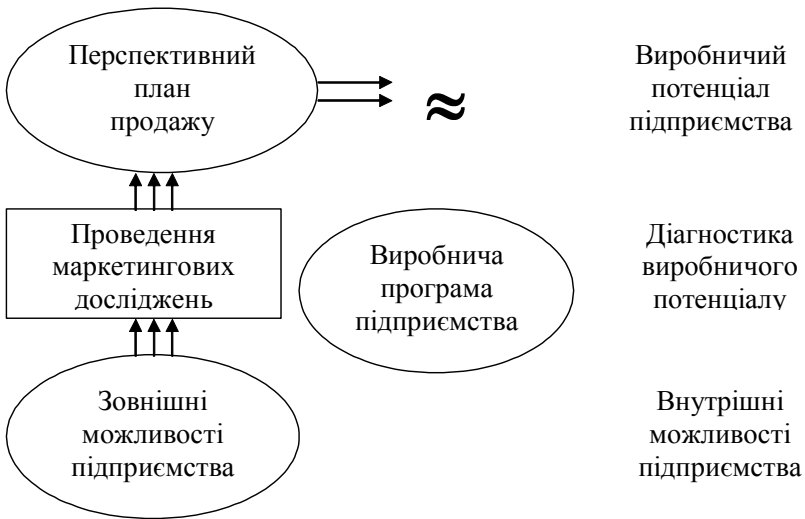 Перспективний
план
продажу
≈
Виробничий
потенціал
підприємства
Проведення
маркетингових
досліджень
Виробнича
програма
підприємства
Діагностика
виробничого
потенціалу
Зовнішні
можливості
підприємства
Внутрішні
можливості
підприємства